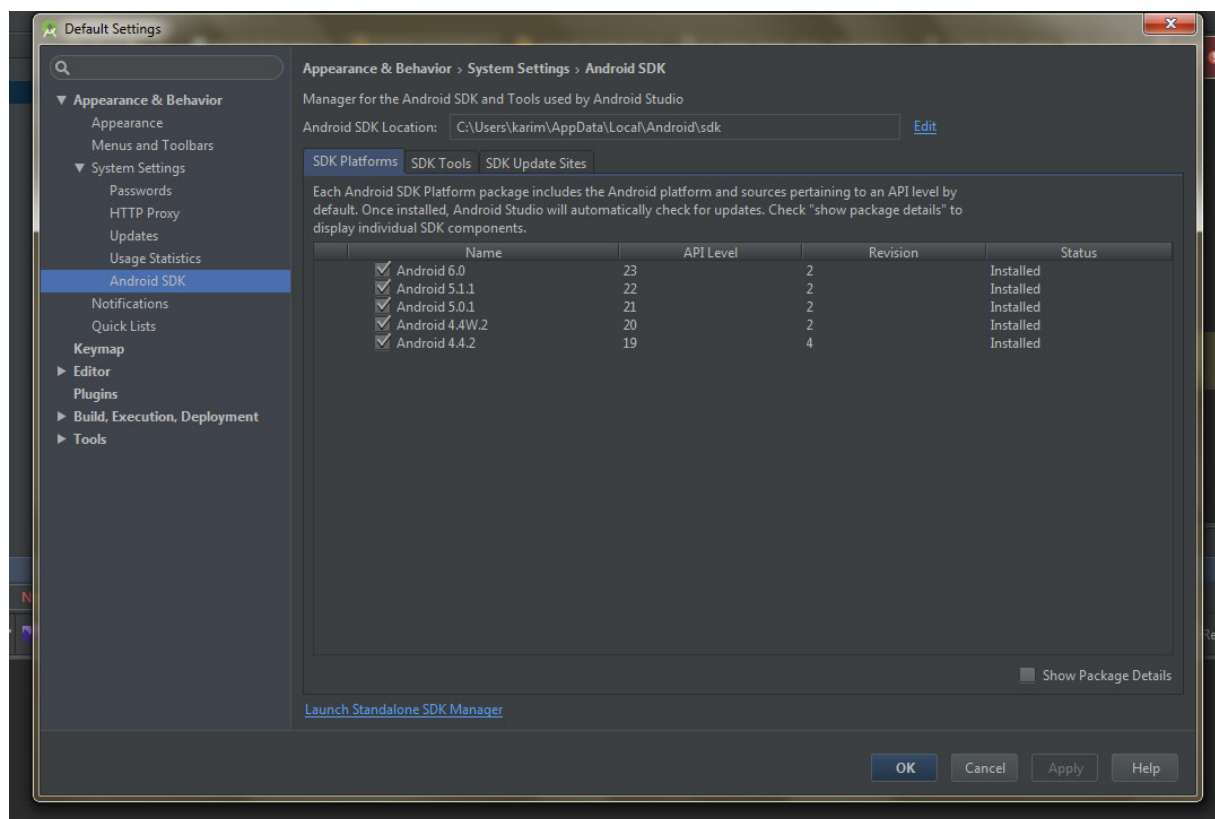 Default Settings
Appearance & Behavior › System Settings › Android SDK
Manager for the Android SDK and Tools used by Android Studio
Android SDK Location: C:\Users\karim\AppData\Local\Android\sdk Edit
Appearance & Behavior
Appearance
Menus and Toolbars
System Settings
Passwords
HTTP Proxy
Updates
Usage Statistics
Android SDK
Notifications
Quick Lists
Keymap
Editor
Plugins
Build, Execution, Deployment
Tools
SDK Platforms SDK Tools SDK Update Sites
Each Android SDK Platform package includes the Android platform and sources pertaining to an API level by
default. Once installed, Android Studio will automatically check for updates. Check "show package details" to
display individual SDK components.
Name API Level Revision Status
Android 6.0 23 2 Installed
Android 5.1.1 22 2 Installed
Android 5.0.1 21 2 Installed
Android 4.4W.2 20 2 Installed
Android 4.4.2 19 4 Installed
Show Package Details
Launch Standalone SDK Manager
OK Cancel Apply Help